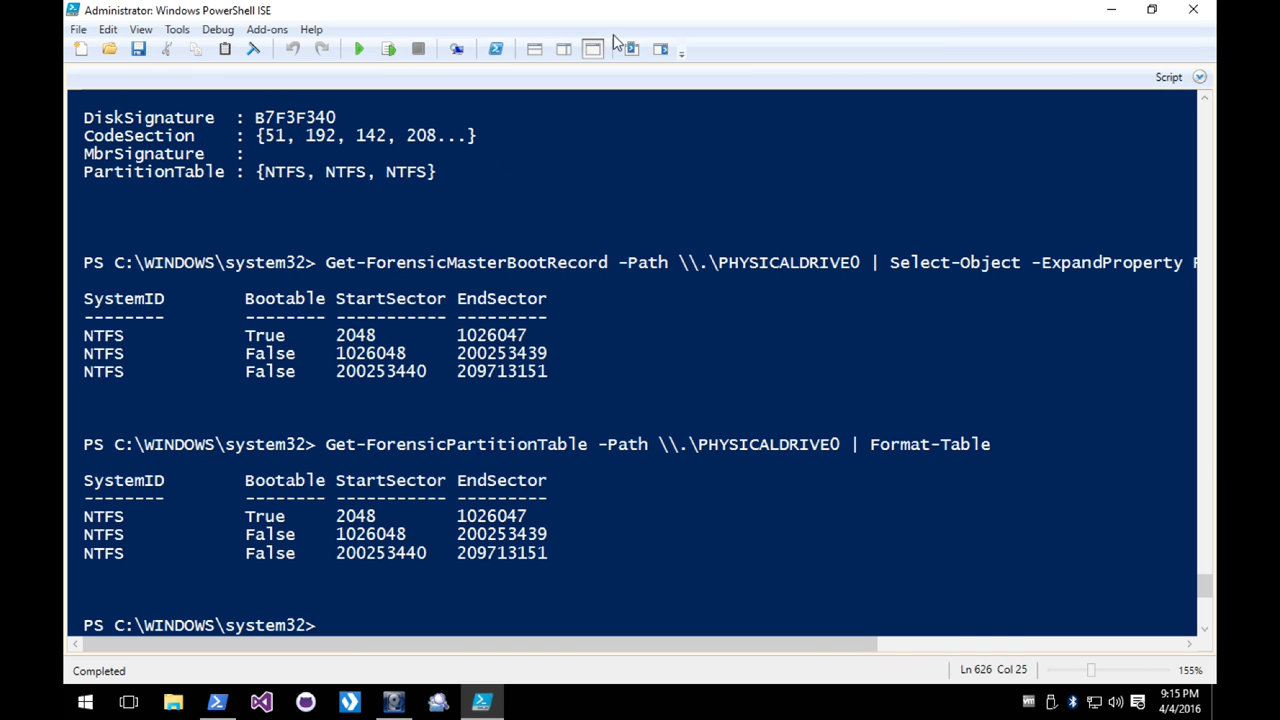 Administrator: Windows PowerShell ISE
File Edit View Tools Debug Add-ons Help
Script
DiskSignature : B7F3F340
CodeSection : {51, 192, 142, 208...}
MbrSignature :
PartitionTable : {NTFS, NTFS, NTFS}
PS C:\WINDOWS\system32> Get-ForensicMasterBootRecord -Path \\.\PHYSICALDRIVE0 | Select-Object -ExpandProperty
SystemID Bootable StartSector EndSector
-------- -------- ----------- ---------
NTFS True 2048 1026047
NTFS False 1026048 200253439
NTFS False 200253440 209713151
PS C:\WINDOWS\system32> Get-ForensicPartitionTable -Path \\.\PHYSICALDRIVE0 | Format-Table
SystemID Bootable StartSector EndSector
-------- -------- ----------- ---------
NTFS True 2048 1026047
NTFS False 1026048 200253439
NTFS False 200253440 209713151
PS C:\WINDOWS\system32>
Completed Ln 626 Col 25 155%
vm 9:15 PM
4/4/2016